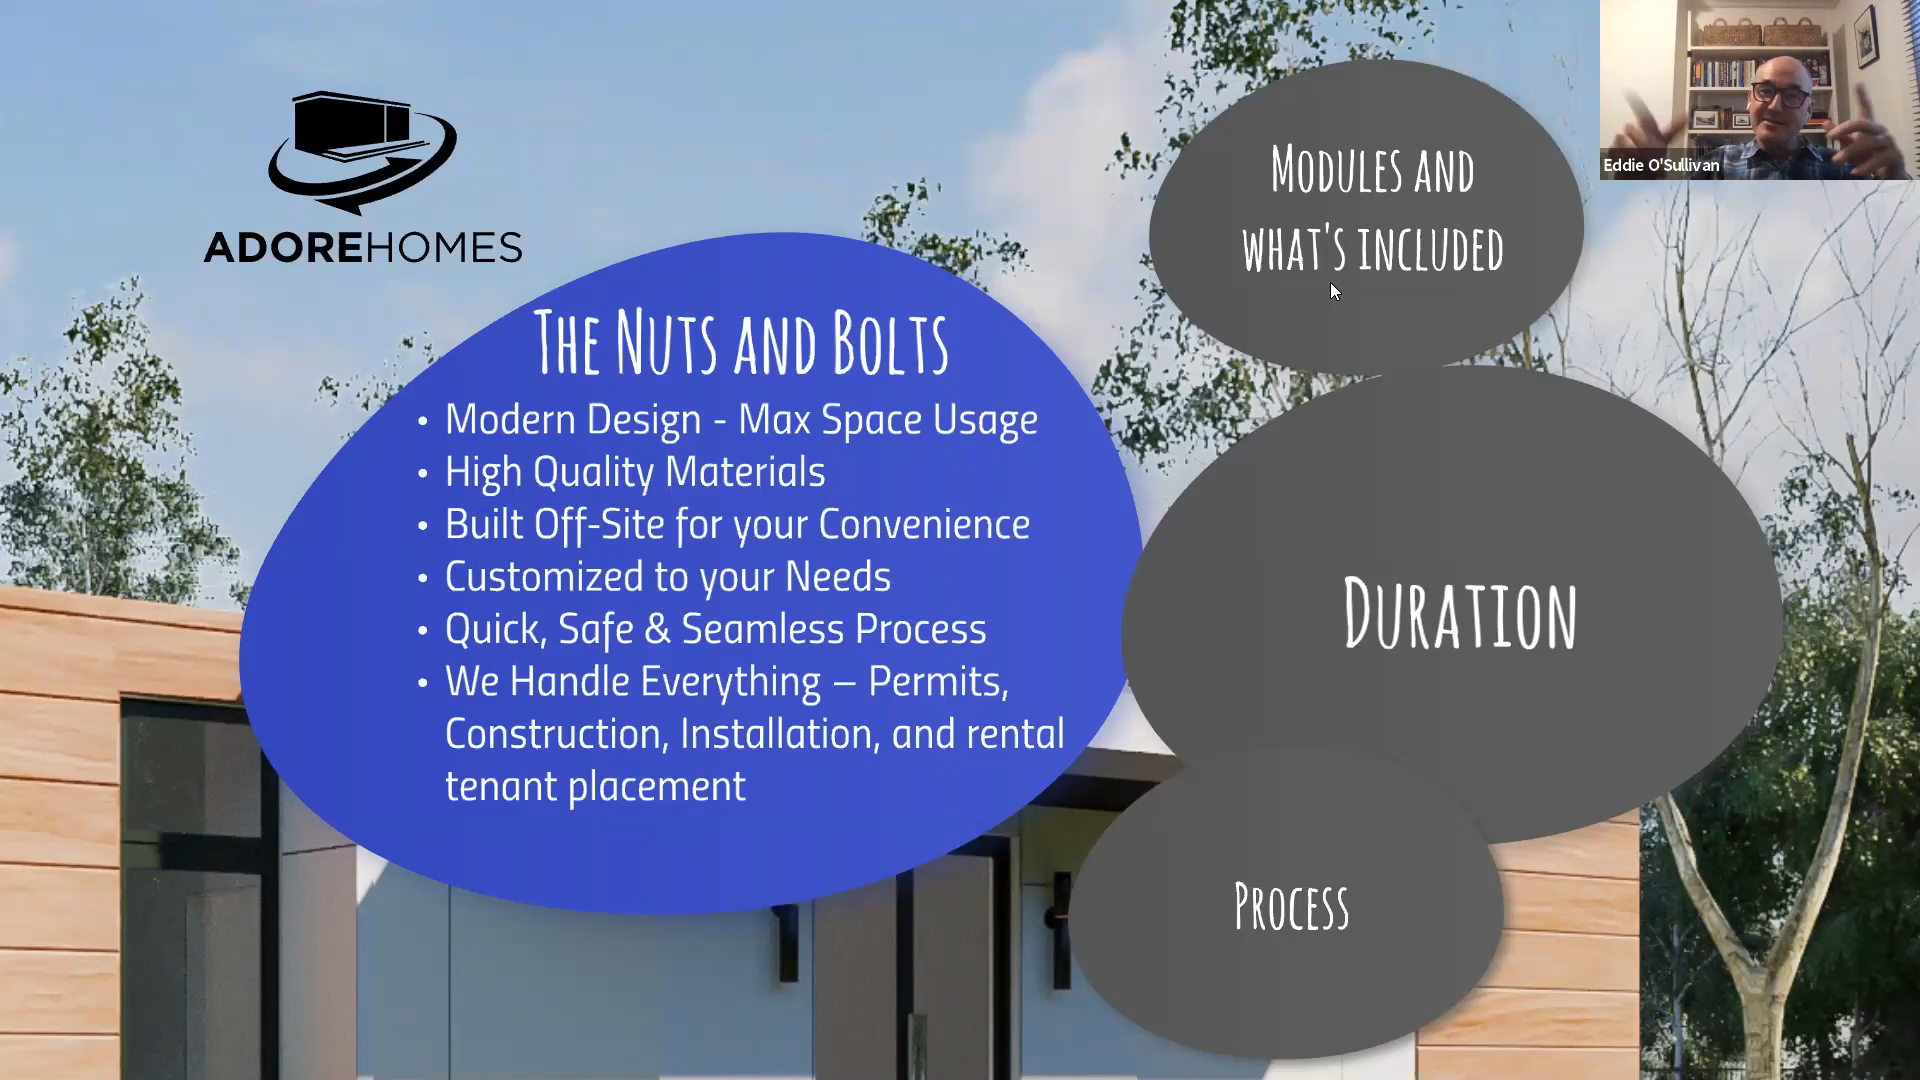 ADOREHOMES
THE NUTS AND BOLTS
• Modern Design - Max Space Usage
• High Quality Materials
• Built Off-Site for your Convenience
• Customized to your Needs
• Quick, Safe & Seamless Process
• We Handle Everything – Permits,
Construction, Installation, and rental
tenant placement
MODULES AND
WHAT'S INCLUDED
DURATION
PROCESS
Eddie O'Sullivan